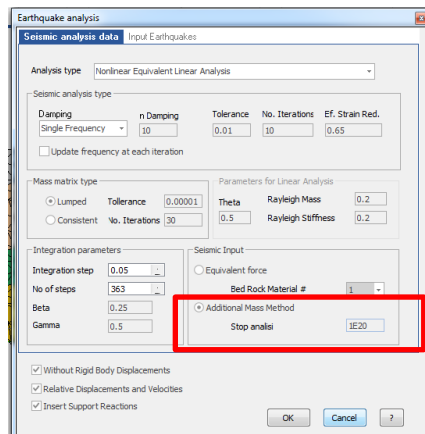 Earthquake analysis
Seismic analysis data Input Earthquakes
Analysis type Nonlinear Equivalent Linear Analysis
Seismic analysis type
Damping n Damping Tolerance No. Iterations Ef. Strain Red.
Single Frequency 10 0.01 10 0.65
Update frequency at each iteration
Mass matrix type Parameters for Linear Analysis
Lumped Tollerance 0.00001 Theta Rayleigh Mass 0.2
Consistent No. Iterations 30 0.5 Rayleigh Stiffness 0.2
Integration parameters Seismic Input
Integration step 0.05 Equivalent force
No of steps 363 Bed Rock Material # 1
Beta 0.25 Additional Mass Method
Gamma 0.5 Stop analisi 1E20
Without Rigid Body Displacements
Relative Displacements and Velocities
Insert Support Reactions
OK Cancel ?